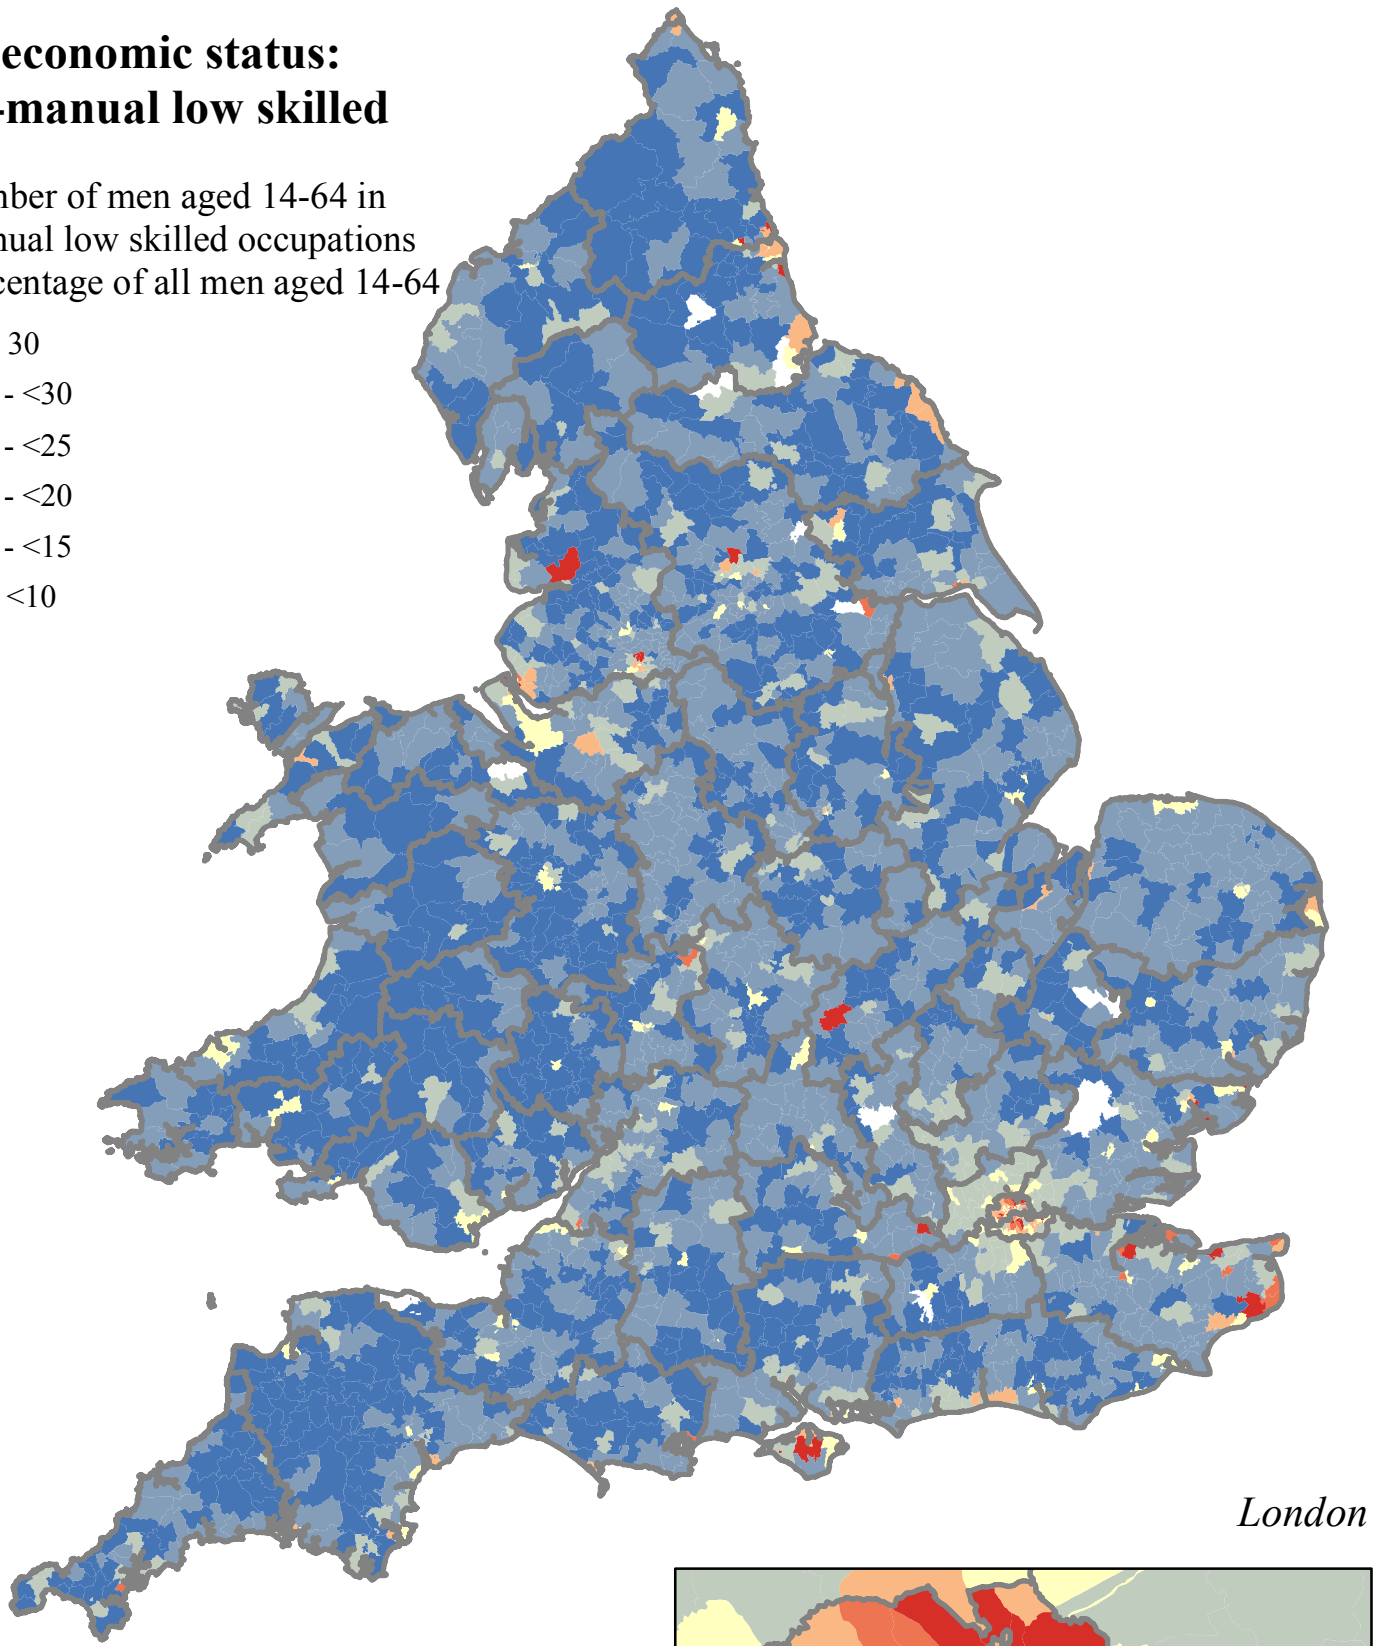 economic status:
-manual low skilled
nber of men aged 14-64 in
nual low skilled occupations
centage of all men aged 14-64
30
- <30
- <25
- <20
- <15
<10
London